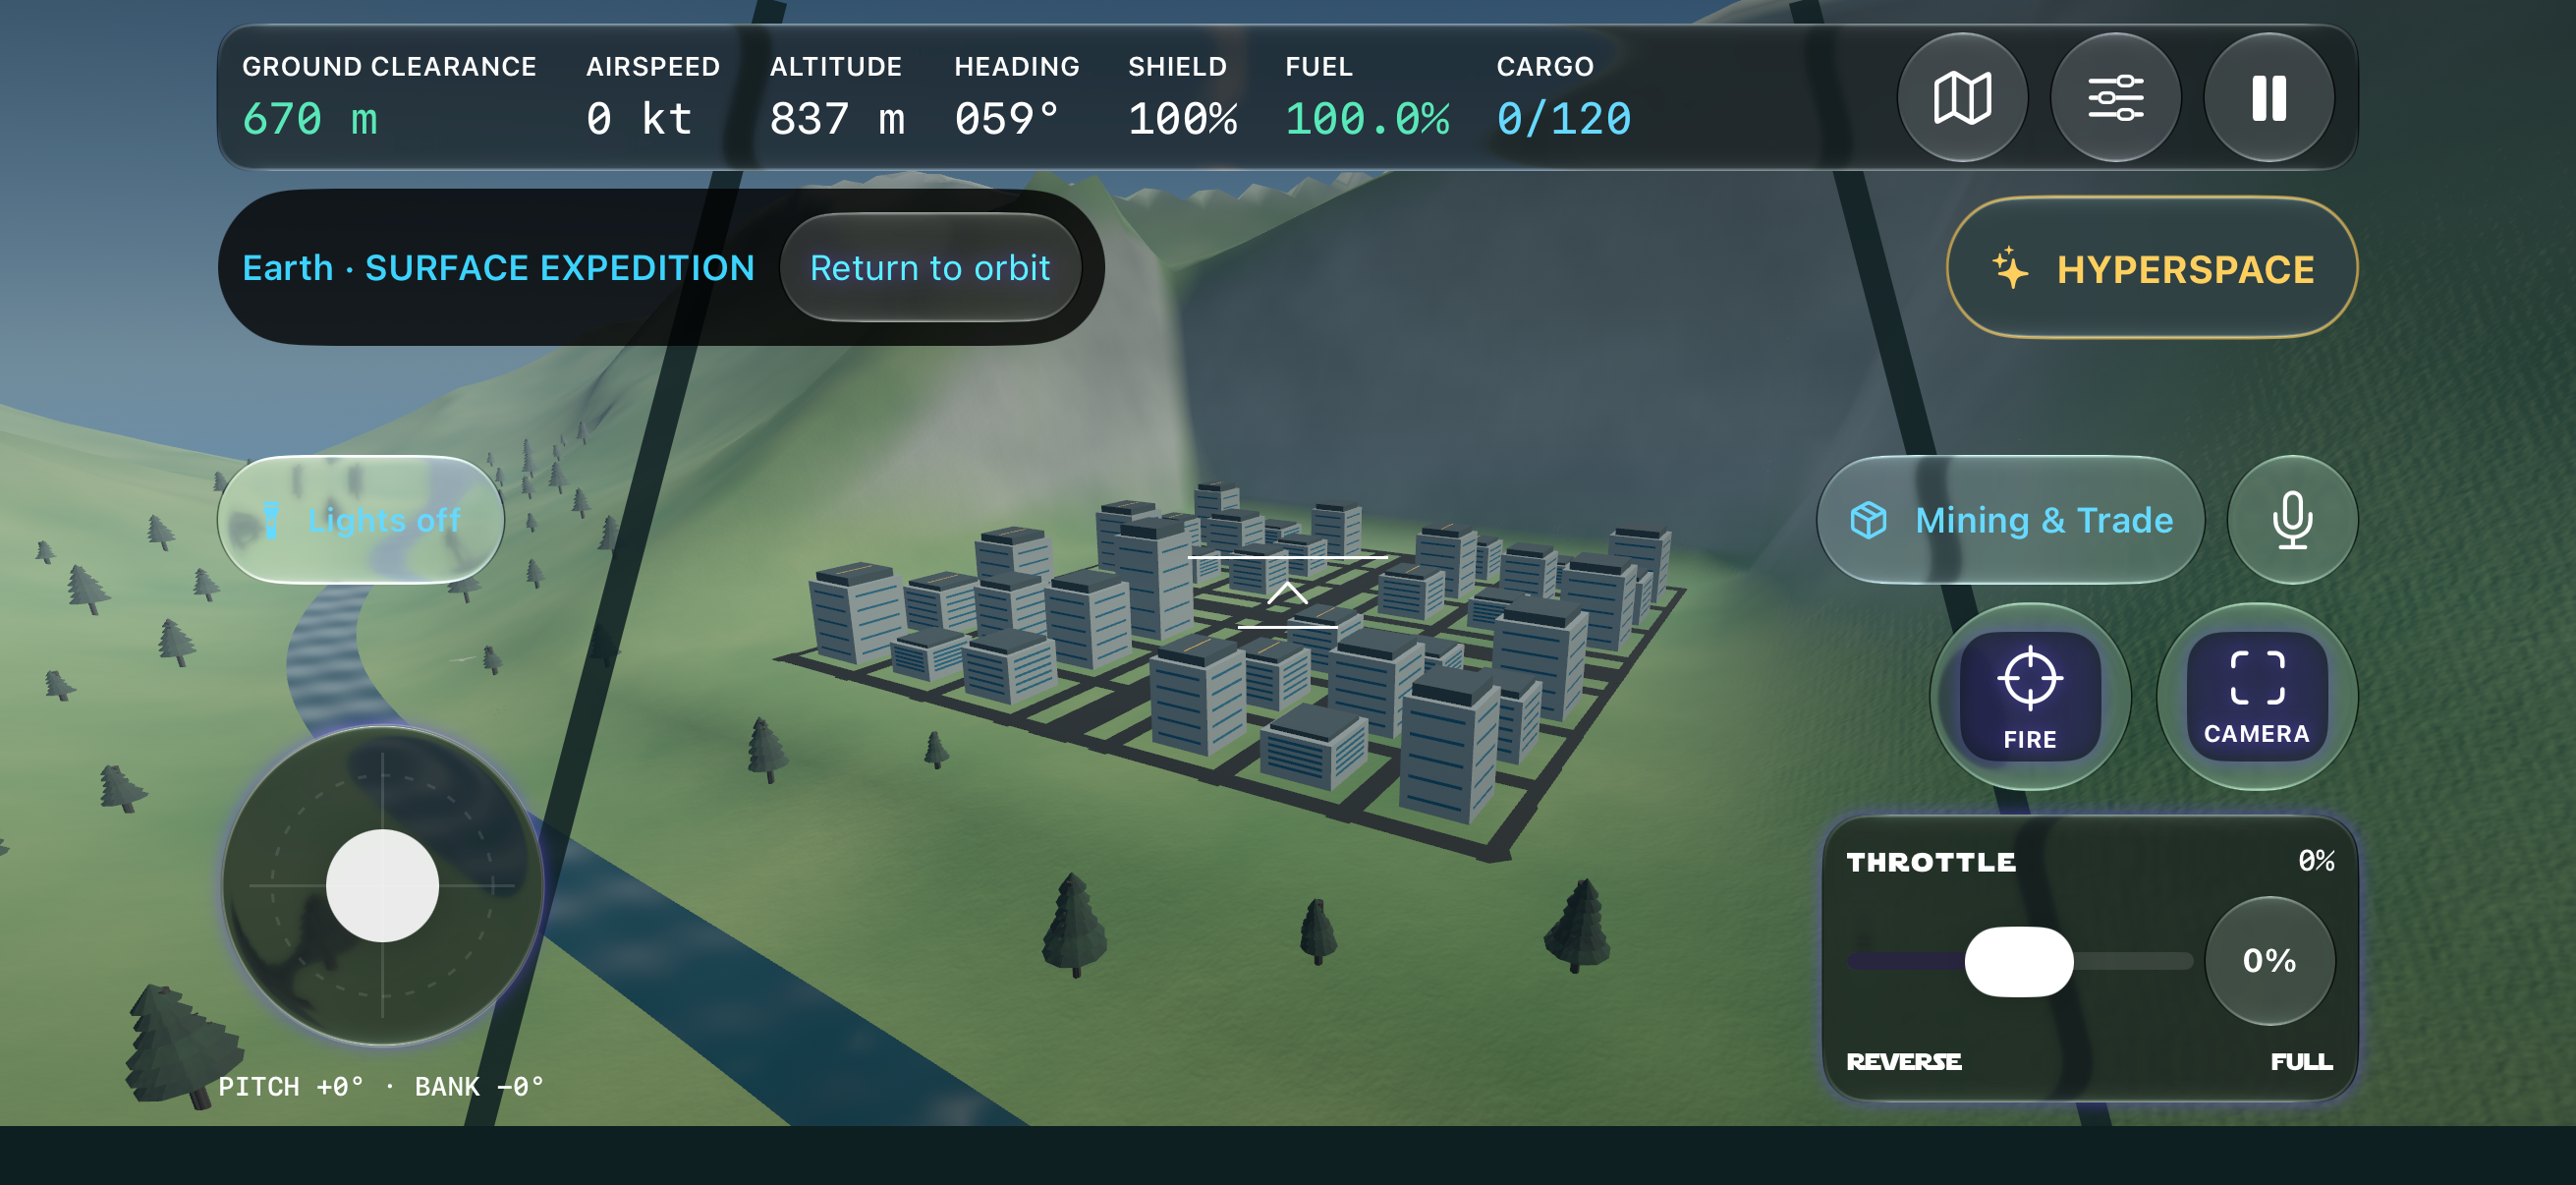 GROUND CLEARANCE AIRSPEED ALTITUDE HEADING SHIELD FUEL CARGO
670 m 0 kt 837 m 059° 100% 100.0% 0/120
Earth · SURFACE EXPEDITION Return to orbit
HYPERSPACE
Lights off
Mining & Trade
FIRE
CAMERA
THROTTLE 0%
0%
REVERSE FULL
PITCH +0° · BANK −0°